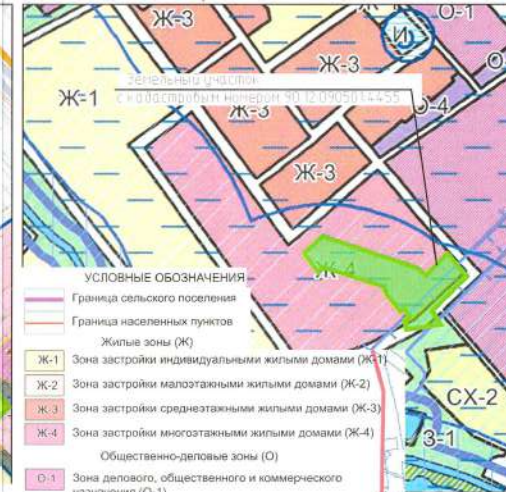 Ж-3
Ж-1
О-1
И
Ж-3
Земельный участок
с кадастровым номером 90:12:090501:4455
Ж-1
Ж-3
О-4
Ж-3
Ж-4
УСЛОВНЫЕ ОБОЗНАЧЕНИЯ
Граница сельского поселения
Граница населенных пунктов
Жилые зоны (Ж)
Ж-1 Зона застройки индивидуальными жилыми домами (Ж-1)
Ж-2 Зона застройки малоэтажными жилыми домами (Ж-2)
Ж-3 Зона застройки среднеэтажными жилыми домами (Ж-3)
Ж-4 Зона застройки многоэтажными жилыми домами (Ж-4)
СХ-2
З-1
Общественно-деловые зоны (О)
О-1 Зона делового, общественного и коммерческого
назначения (О-1)